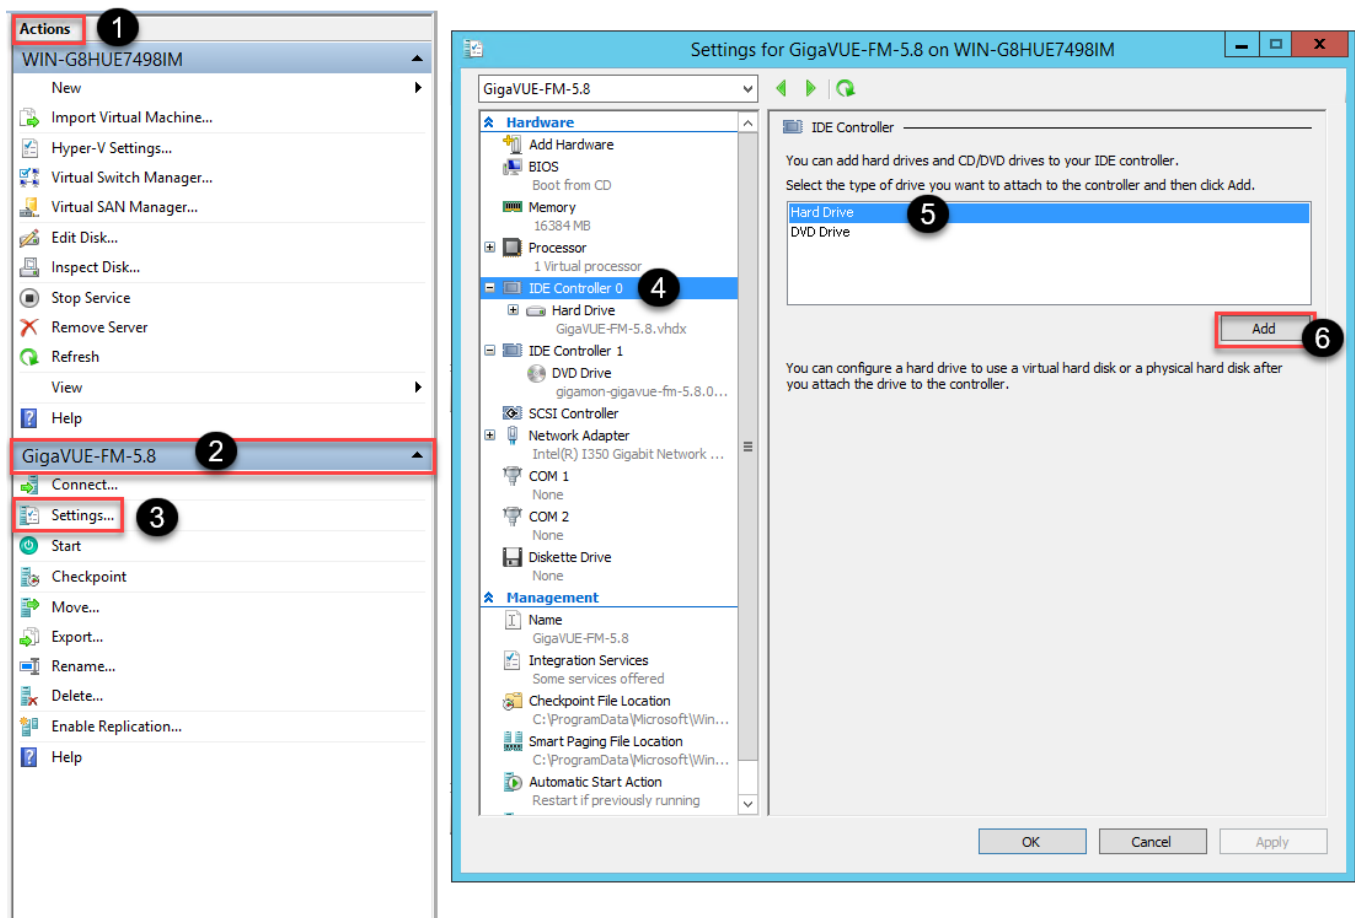 Actions
1
WIN-G8HUE7498IM
New
Import Virtual Machine...
Hyper-V Settings...
Virtual Switch Manager...
Virtual SAN Manager...
Edit Disk...
Inspect Disk...
Stop Service
Remove Server
Refresh
View
Help
GigaVUE-FM-5.8
2
Connect...
Settings...
3
Start
Checkpoint
Move...
Export...
Rename...
Delete...
Enable Replication...
Help
Settings for GigaVUE-FM-5.8 on WIN-G8HUE7498IM
GigaVUE-FM-5.8
Hardware
Add Hardware
BIOS
Boot from CD
Memory
16384 MB
Processor
1 Virtual processor
IDE Controller 0
4
Hard Drive
GigaVUE-FM-5.8.vhdx
IDE Controller 1
DVD Drive
gigamon-gigavue-fm-5.8.0...
SCSI Controller
Network Adapter
Intel(R) I350 Gigabit Network ...
COM 1
None
COM 2
None
Diskette Drive
None
Management
Name
GigaVUE-FM-5.8
Integration Services
Some services offered
Checkpoint File Location
C:\ProgramData\Microsoft\Win...
Smart Paging File Location
C:\ProgramData\Microsoft\Win...
Automatic Start Action
Restart if previously running
IDE Controller
You can add hard drives and CD/DVD drives to your IDE controller.
Select the type of drive you want to attach to the controller and then click Add.
Hard Drive
5
DVD Drive
Add
6
You can configure a hard drive to use a virtual hard disk or a physical hard disk after
you attach the drive to the controller.
OK
Cancel
Apply